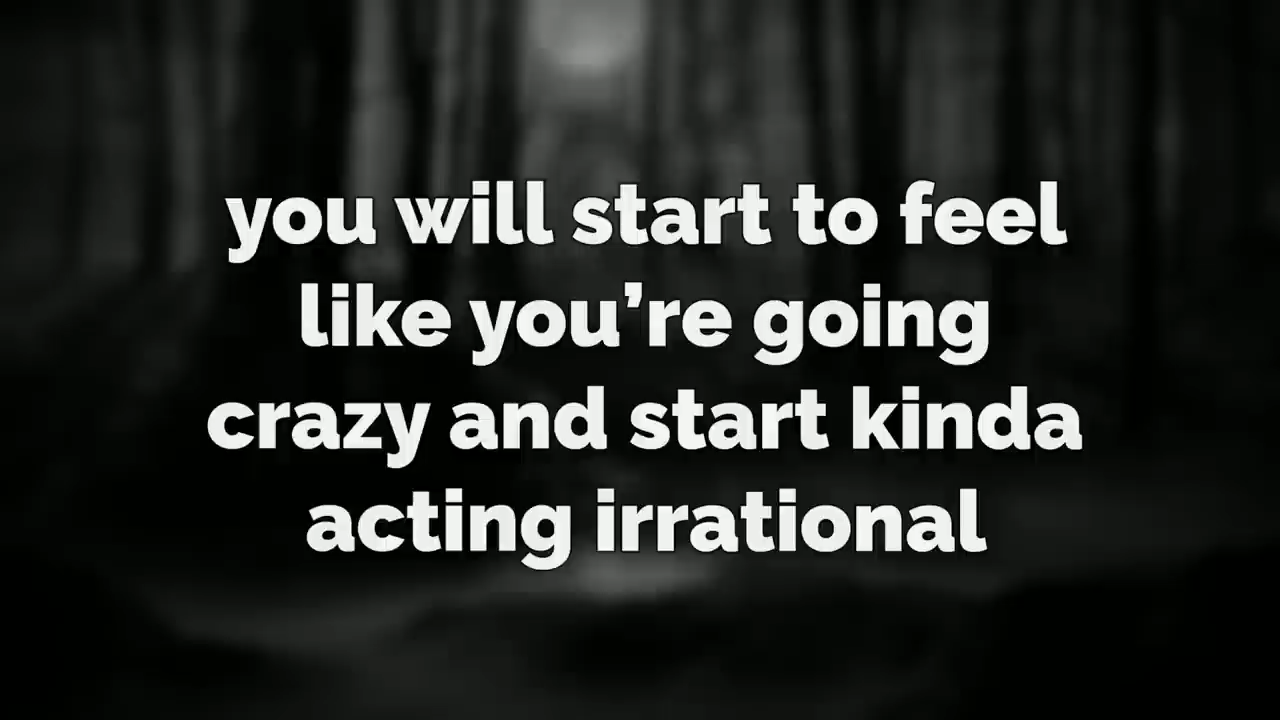 you will start to feel
like you’re going
crazy and start kinda
acting irrational